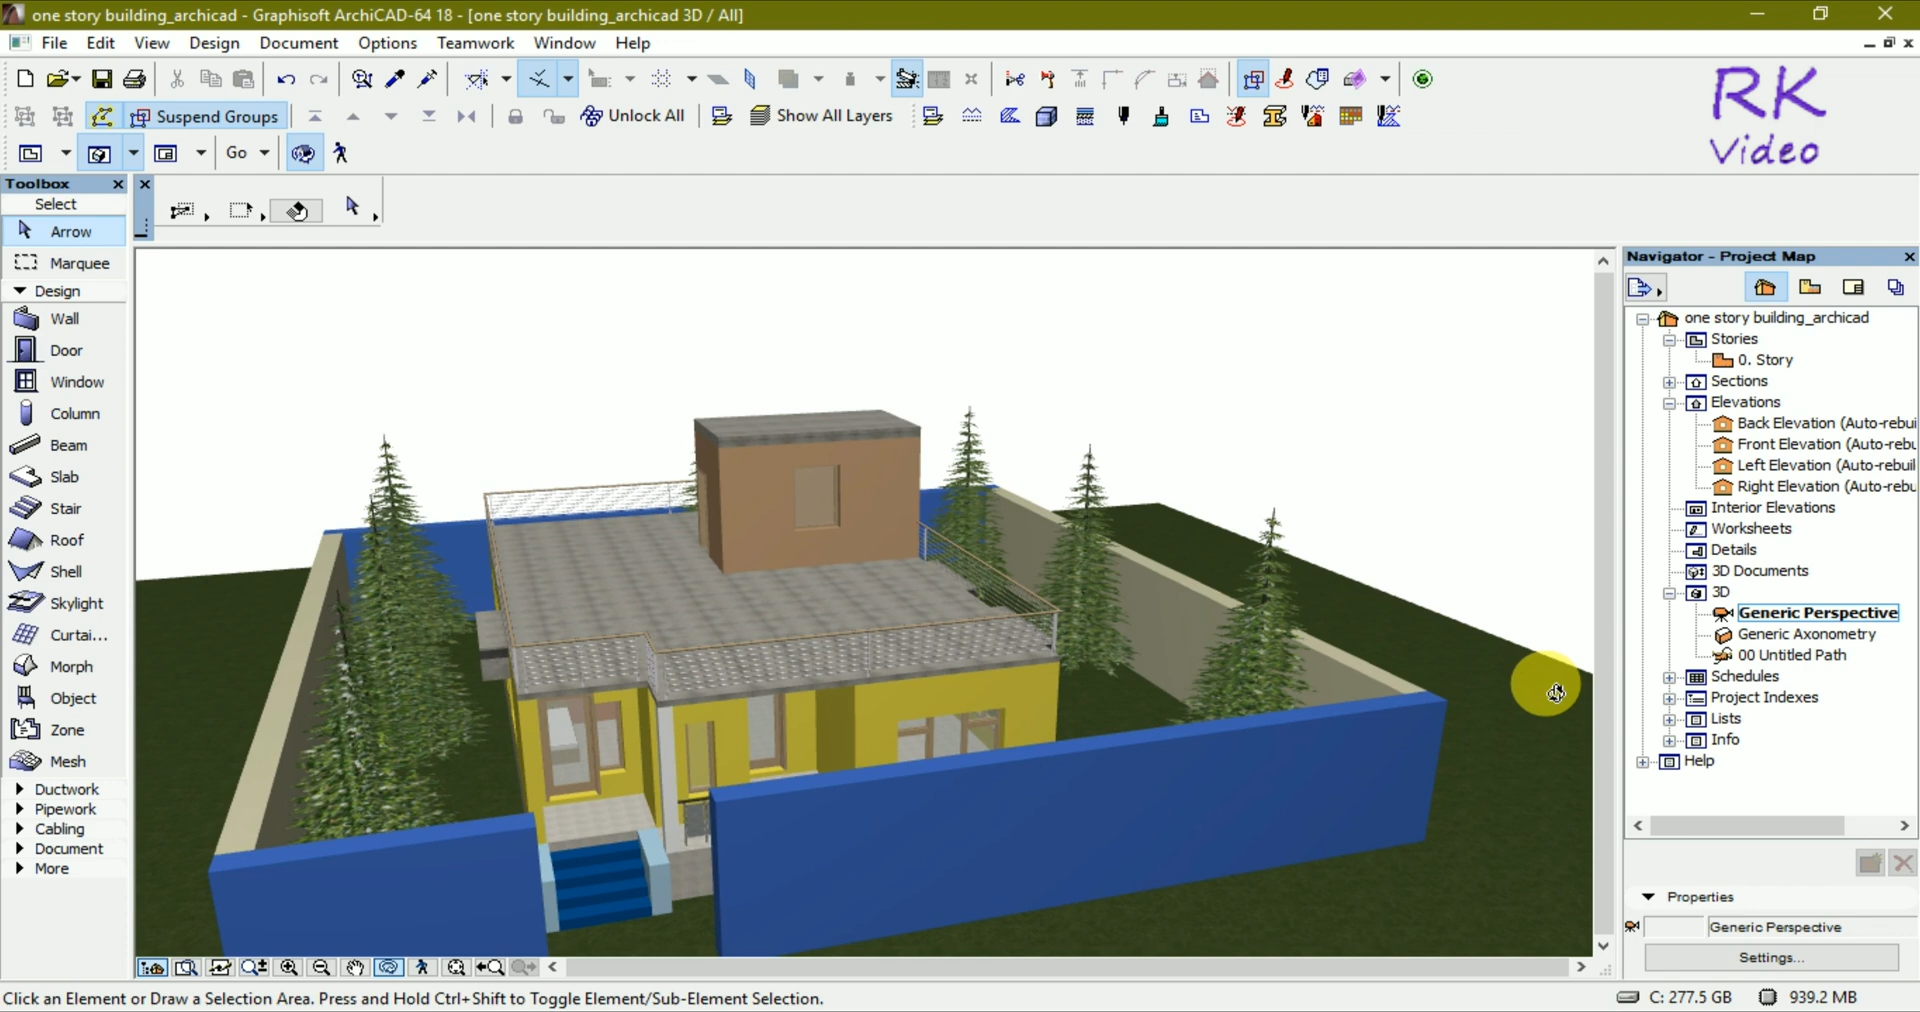 one story building_archicad - Graphisoft ArchiCAD-64 18 - [one story building_archicad 3D / All]
File Edit View Design Document Options Teamwork Window Help
Suspend Groups Unlock All Show All Layers
RK
Video
Go
Toolbox
Select
Arrow
Marquee
Design
Wall
Door
Window
Column
Beam
Slab
Stair
Roof
Shell
Skylight
Curtai...
Morph
Object
Zone
Mesh
Ductwork
Pipework
Cabling
Document
More
Navigator - Project Map
one story building_archicad
Stories
0. Story
Sections
Elevations
Back Elevation (Auto-rebui
Front Elevation (Auto-rebu
Left Elevation (Auto-rebuil
Right Elevation (Auto-rebu
Interior Elevations
Worksheets
Details
3D Documents
3D
Generic Perspective
Generic Axonometry
00 Untitled Path
Schedules
Project Indexes
Lists
Info
Help
Properties
Generic Perspective
Settings...
Click an Element or Draw a Selection Area. Press and Hold Ctrl+Shift to Toggle Element/Sub-Element Selection.
C: 277.5 GB 939.2 MB